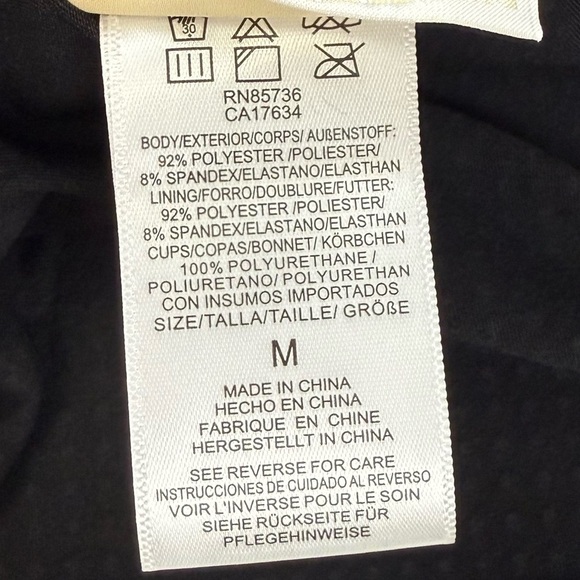 30
RN85736
CA17634
BODY/EXTERIOR/CORPS/ AUßENSTOFF:
92% POLYESTER /POLIESTER/
8% SPANDEX/ELASTANO/ELASTHAN
LINING/FORRO/DOUBLURE/FUTTER:
92% POLYESTER /POLIESTER/
8% SPANDEX/ELASTANO/ELASTHAN
CUPS/COPAS/BONNET/ KÖRBCHEN
100% POLYURETHANE /
POLIURETANO/ POLYURETHAN
CON INSUMOS IMPORTADOS
SIZE/TALLA/TAILLE/ GRÖßE
M
MADE IN CHINA
HECHO EN CHINA
FABRIQUE EN CHINE
HERGESTELLT IN CHINA
SEE REVERSE FOR CARE
INSTRUCCIONES DE CUIDADO AL REVERSO
VOIR L'INVERSE POUR LE SOIN
SIEHE RÜCKSEITE FÜR
PFLEGEHINWEISE